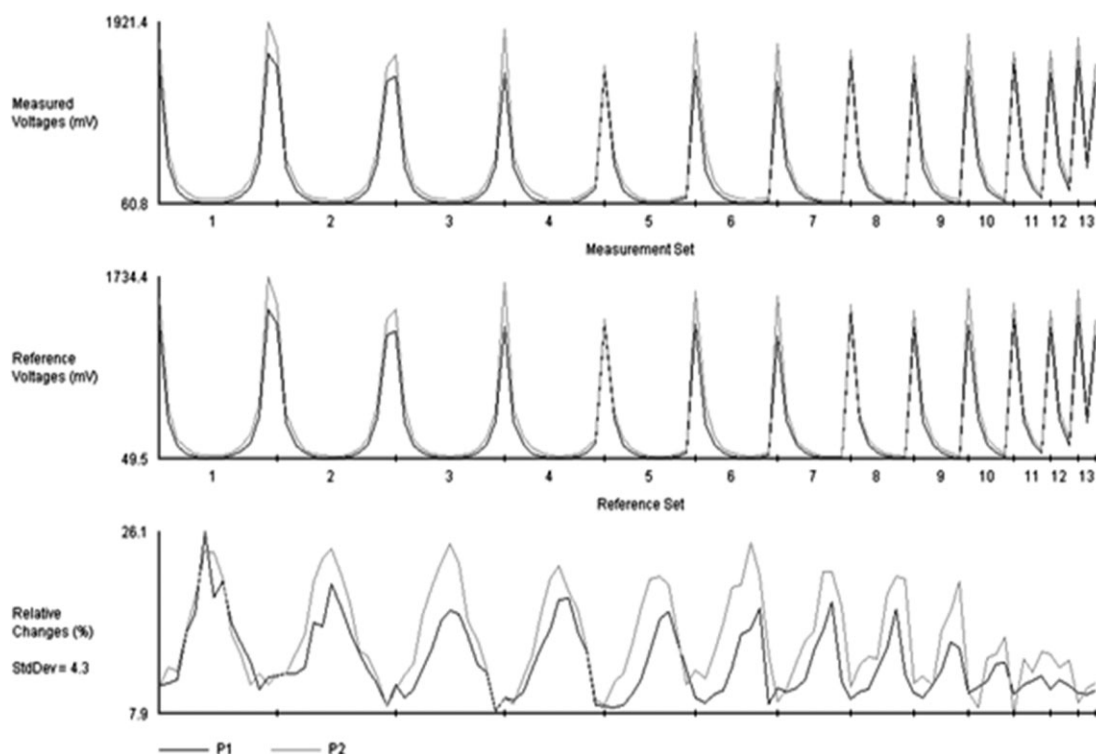 1921.4
Measured
Voltages (mV)
60.8
1 2 3 4 5 6 7 8 9 10 11 12 13
Measurement Set
1734.4
Reference
Voltages (mV)
49.5
1 2 3 4 5 6 7 8 9 10 11 12 13
Reference Set
26.1
Relative
Changes (%)
StdDev = 4.3
7.9
P1 P2